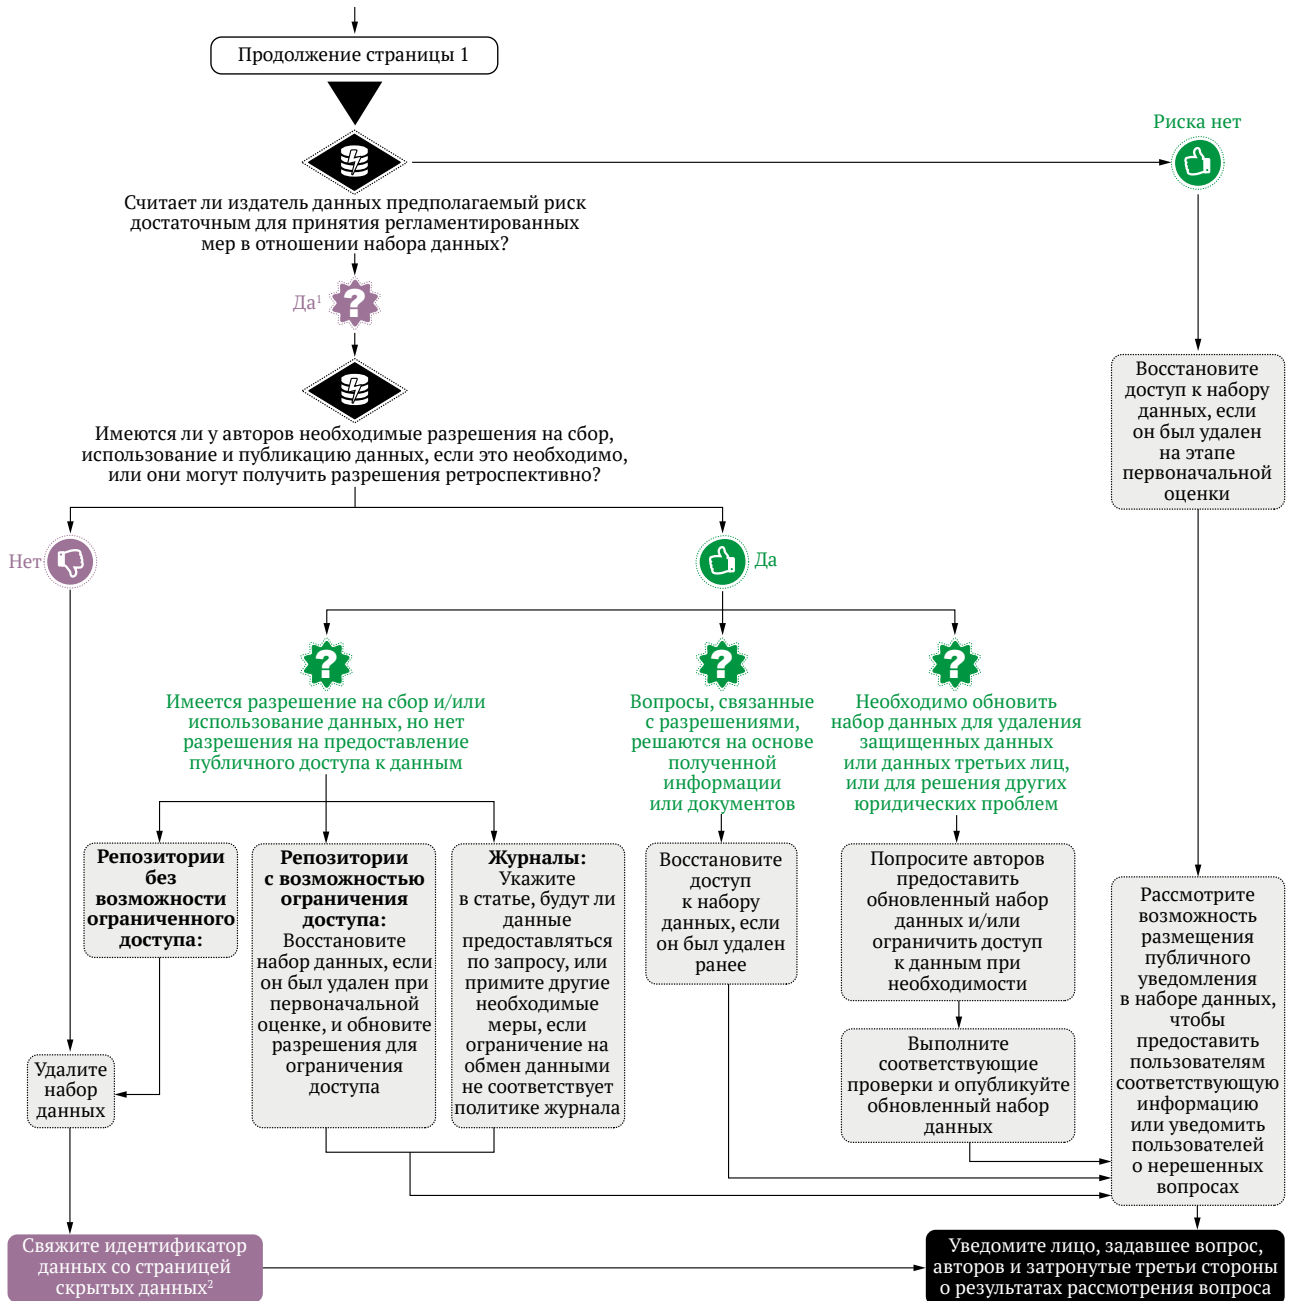 Продолжение страницы 1
Риска нет
Считает ли издатель данных предполагаемый риск
достаточным для принятия регламентированных
мер в отношении набора данных?
Да¹
Восстановите
доступ к набору
данных, если
он был удален
на этапе
первоначальной
оценки
Имеются ли у авторов необходимые разрешения на сбор,
использование и публикацию данных, если это необходимо,
или они могут получить разрешения ретроспективно?
Нет
Да
Имеется разрешение на сбор и/или
использование данных, но нет
разрешения на предоставление
публичного доступа к данным
Вопросы, связанные
с разрешениями,
решаются на основе
полученной
информации
или документов
Необходимо обновить
набор данных для удаления
защищенных данных
или данных третьих лиц,
или для решения других
юридических проблем
Репозитории
без
возможности
ограниченного
доступа:
Репозитории
с возможностью
ограничения
доступа:
Восстановите
набор данных, если
он был удален при
первоначальной
оценке, и обновите
разрешения для
ограничения
доступа
Журналы:
Укажите
в статье, будут ли
данные
предоставляться
по запросу, или
примите другие
необходимые
меры, если
ограничение на
обмен данными
не соответствует
политике журнала
Восстановите
доступ
к набору
данных, если
он был удален
ранее
Попросите авторов
предоставить
обновленный набор
данных и/или
ограничить доступ
к данным при
необходимости
Выполните
соответствующие
проверки и опубликуйте
обновленный набор
данных
Рассмотрите
возможность
размещения
публичного
уведомления
в наборе данных,
чтобы
предоставить
пользователям
соответствующую
информацию
или уведомить
пользователей
о нерешенных
вопросах
Удалите
набор
данных
Свяжите идентификатор
данных со страницей
скрытых данных²
Уведомите лицо, задавшее вопрос,
авторов и затронутые третьи стороны
о результатах рассмотрения вопроса